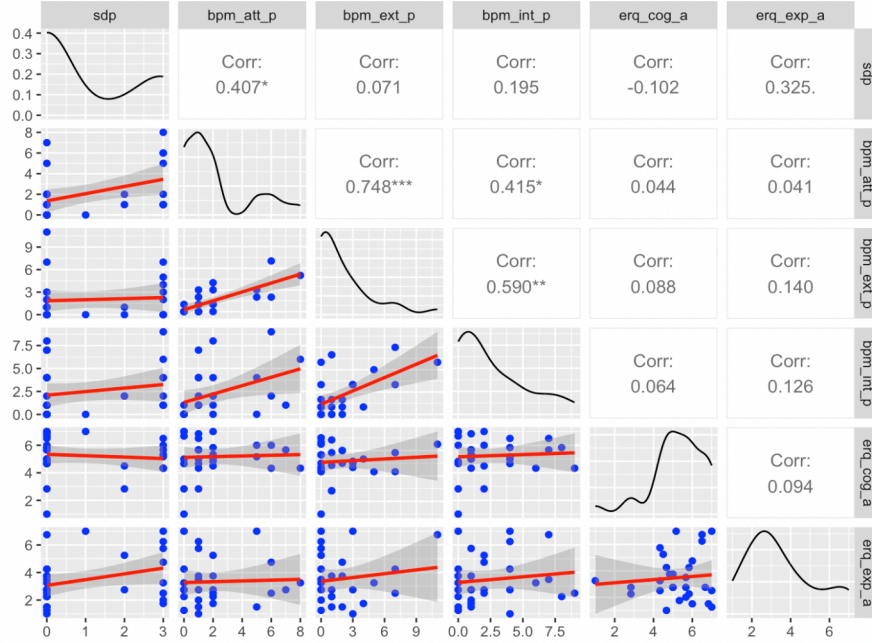 sdp bpm_att_p bpm_ext_p bpm_int_p erq_cog_a erq_exp_a
0.4
0.3
0.2
0.1
0.0
Corr:
0.407*
Corr:
0.071
Corr:
0.195
Corr:
-0.102
Corr:
0.325.
sdp
8
6
4
2
0
Corr:
0.748***
Corr:
0.415*
Corr:
0.044
Corr:
0.041
bpm_att_p
9
6
3
0
Corr:
0.590**
Corr:
0.088
Corr:
0.140
bpm_ext_p
7.5
5.0
2.5
0.0
Corr:
0.064
Corr:
0.126
bpm_int_p
6
4
2
Corr:
0.094
erq_cog_a
6
4
2
erq_exp_a
0 1 2 3 0 2 4 6 8 0 3 6 9 0.0 2.5 5.0 7.5 2 4 6 2 4 6